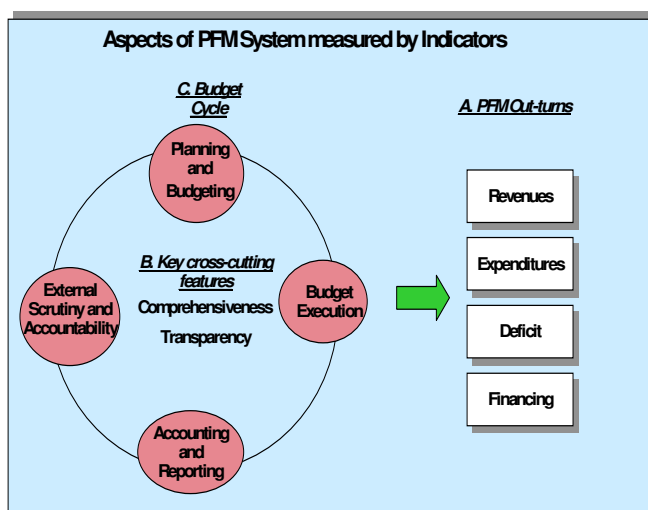 Aspects of PFM System measured by Indicators
C. Budget
Cycle
A. PFM Out-turns
Planning
and
Budgeting
Revenues
B. Key cross-cutting
features
Comprehensiveness
Transparency
External
Scrutiny and
Accountability
Budget
Execution
Expenditures
Deficit
Financing
Accounting
and
Reporting